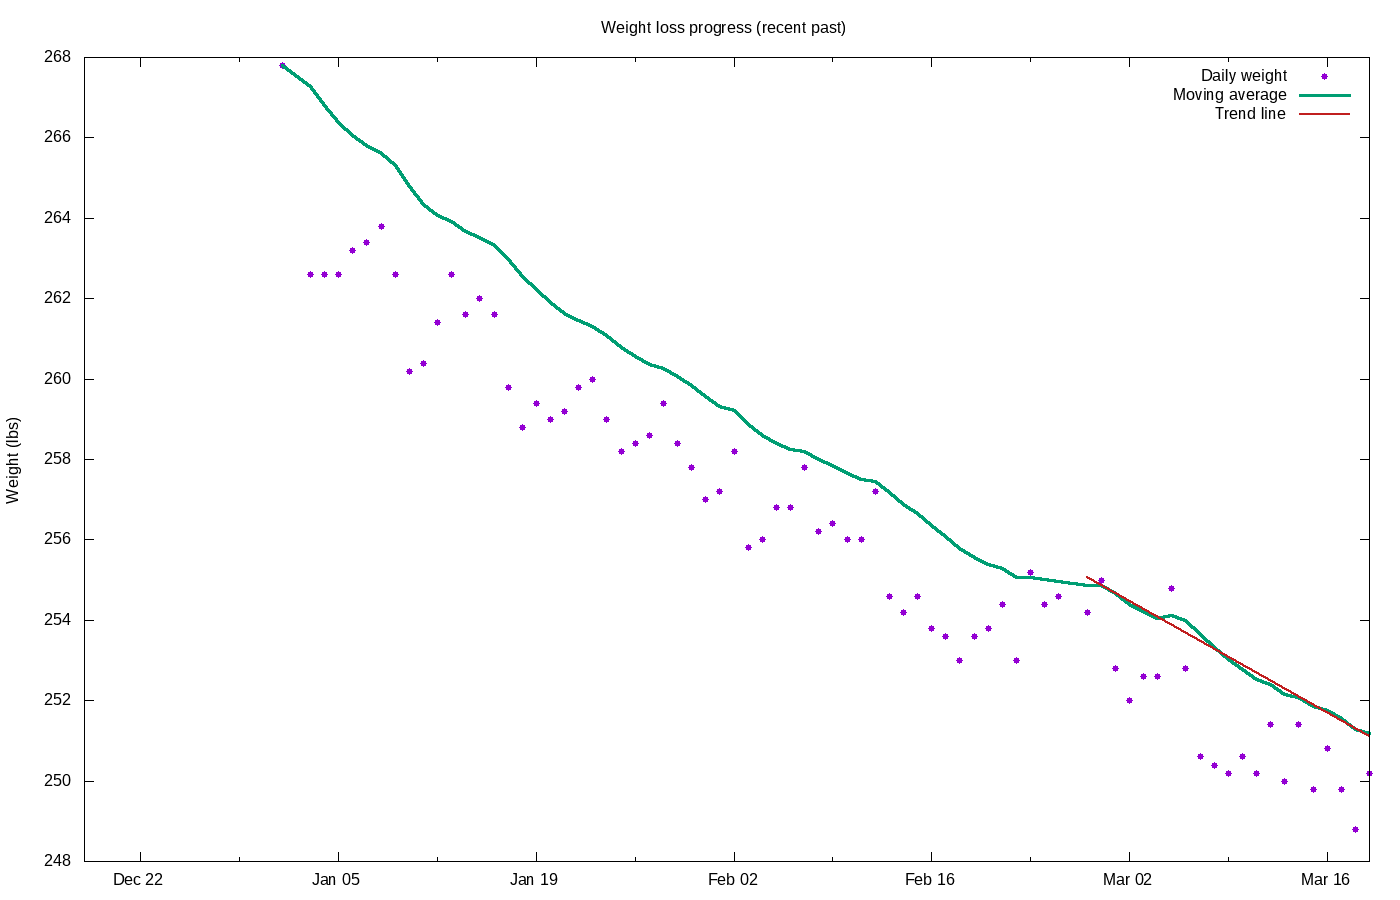 Weight loss progress (recent past)
Daily weight
Moving average
Trend line
268
266
264
262
260
258
256
254
252
250
248
Weight (lbs)
Dec 22
Jan 05
Jan 19
Feb 02
Feb 16
Mar 02
Mar 16